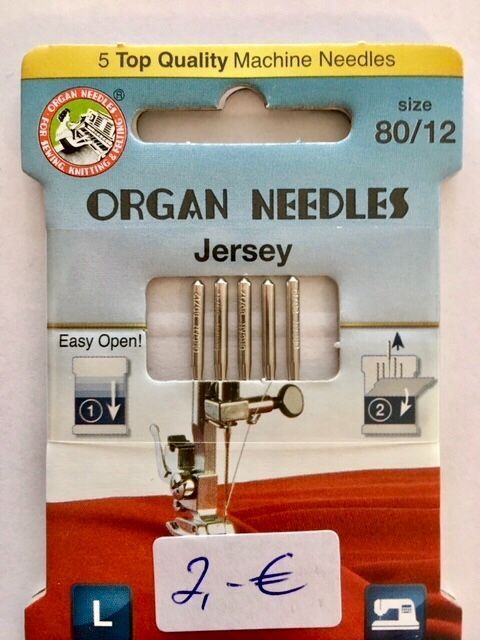 5 Top Quality Machine Needles
ORGAN NEEDLES
FOR SEWING, KNITTING & FELTING
®
size
80/12
ORGAN NEEDLES
Jersey
Easy Open!
1
2
2,-€
L